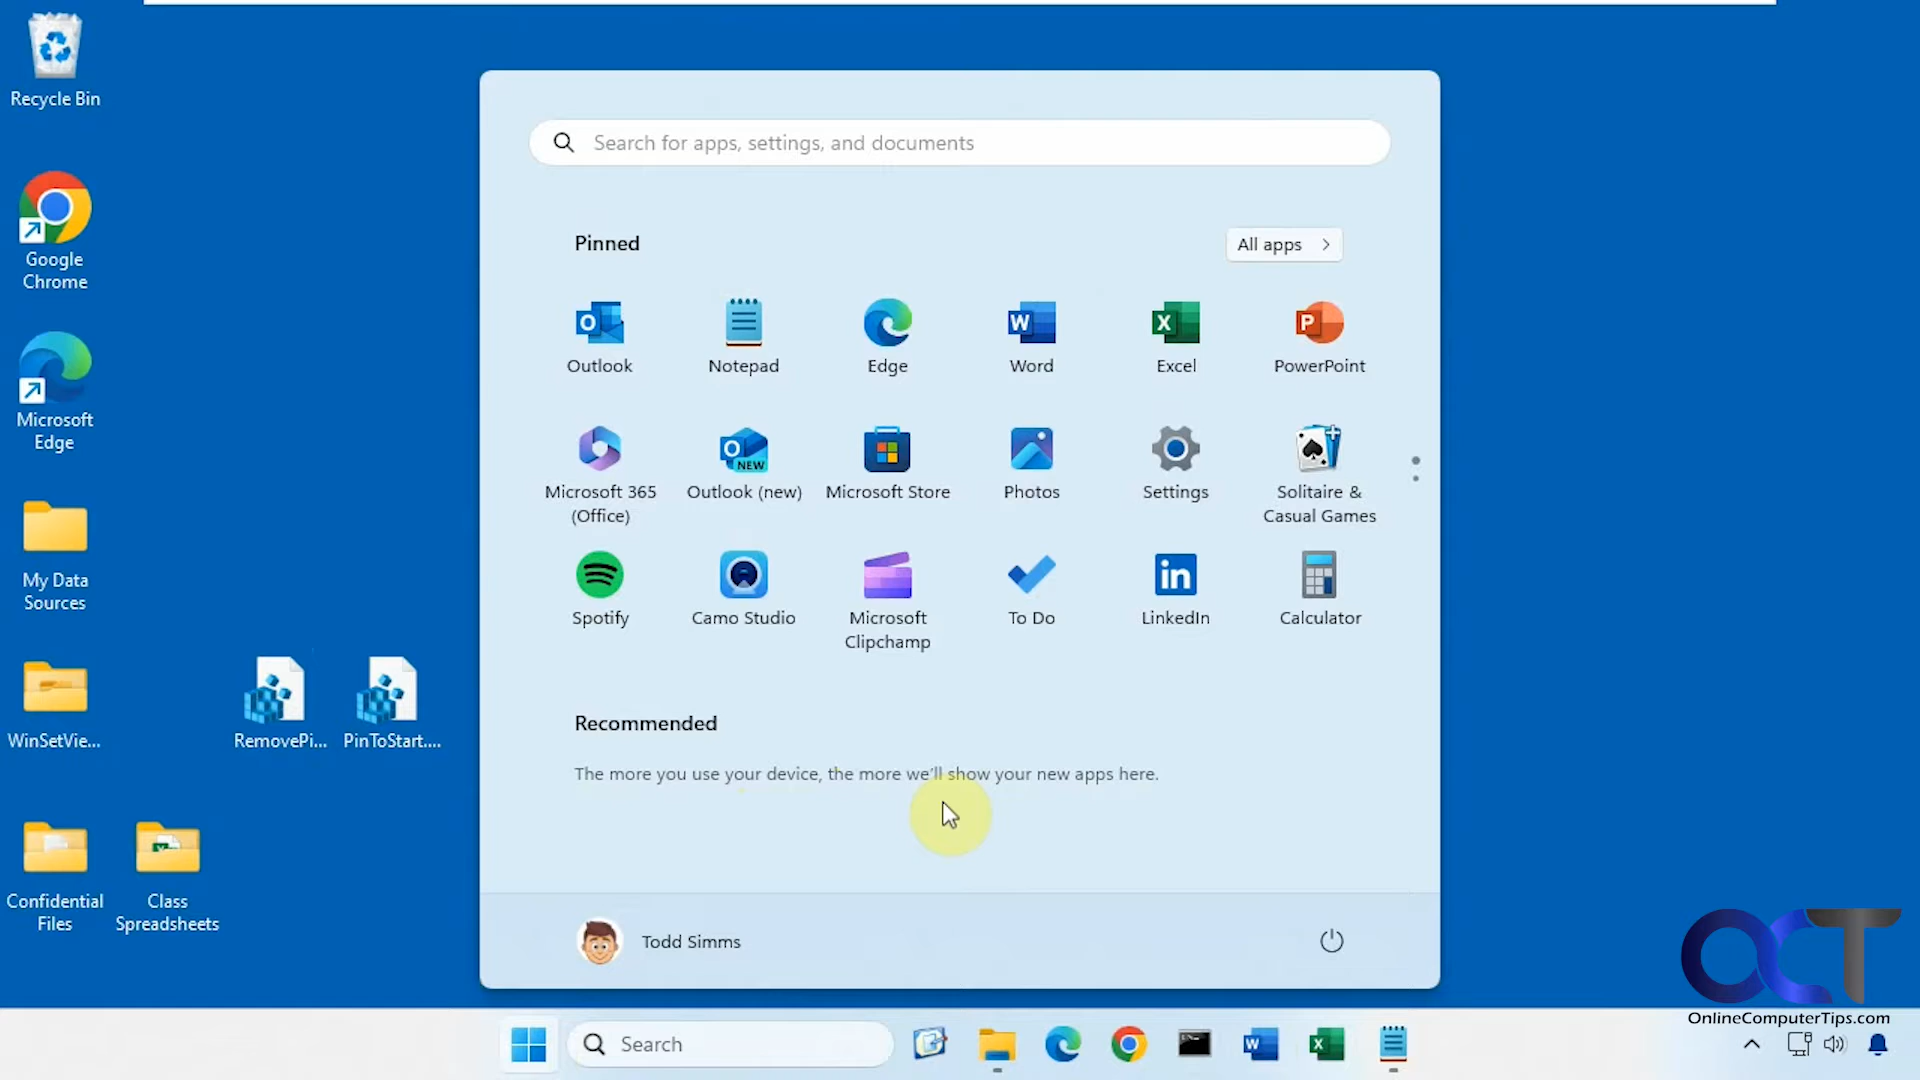 Recycle Bin
Google
Chrome
Microsoft
Edge
My Data
Sources
WinSetVie...
RemovePi...
PinToStart....
Confidential
Files
Class
Spreadsheets
Search for apps, settings, and documents
Pinned
All apps
Outlook
Notepad
Edge
Word
Excel
PowerPoint
Microsoft 365
(Office)
Outlook (new)
Microsoft Store
Photos
Settings
Solitaire &
Casual Games
Spotify
Camo Studio
Microsoft
Clipchamp
To Do
LinkedIn
Calculator
Recommended
The more you use your device, the more we'll show your new apps here.
Todd Simms
Search
OCT
OnlineComputerTips.com